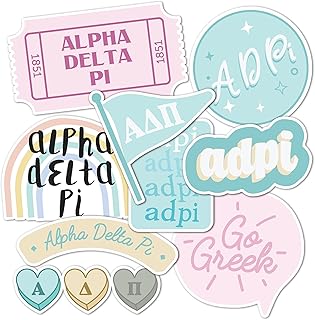 1851
ALPHA
DELTA
PI
1851
ADPi
ΑΔΠ
alpha
delta
pi
adpi
adpi
adpi
adpi
adpi
Alpha Delta Pi
Go
Greek
Α Δ Π